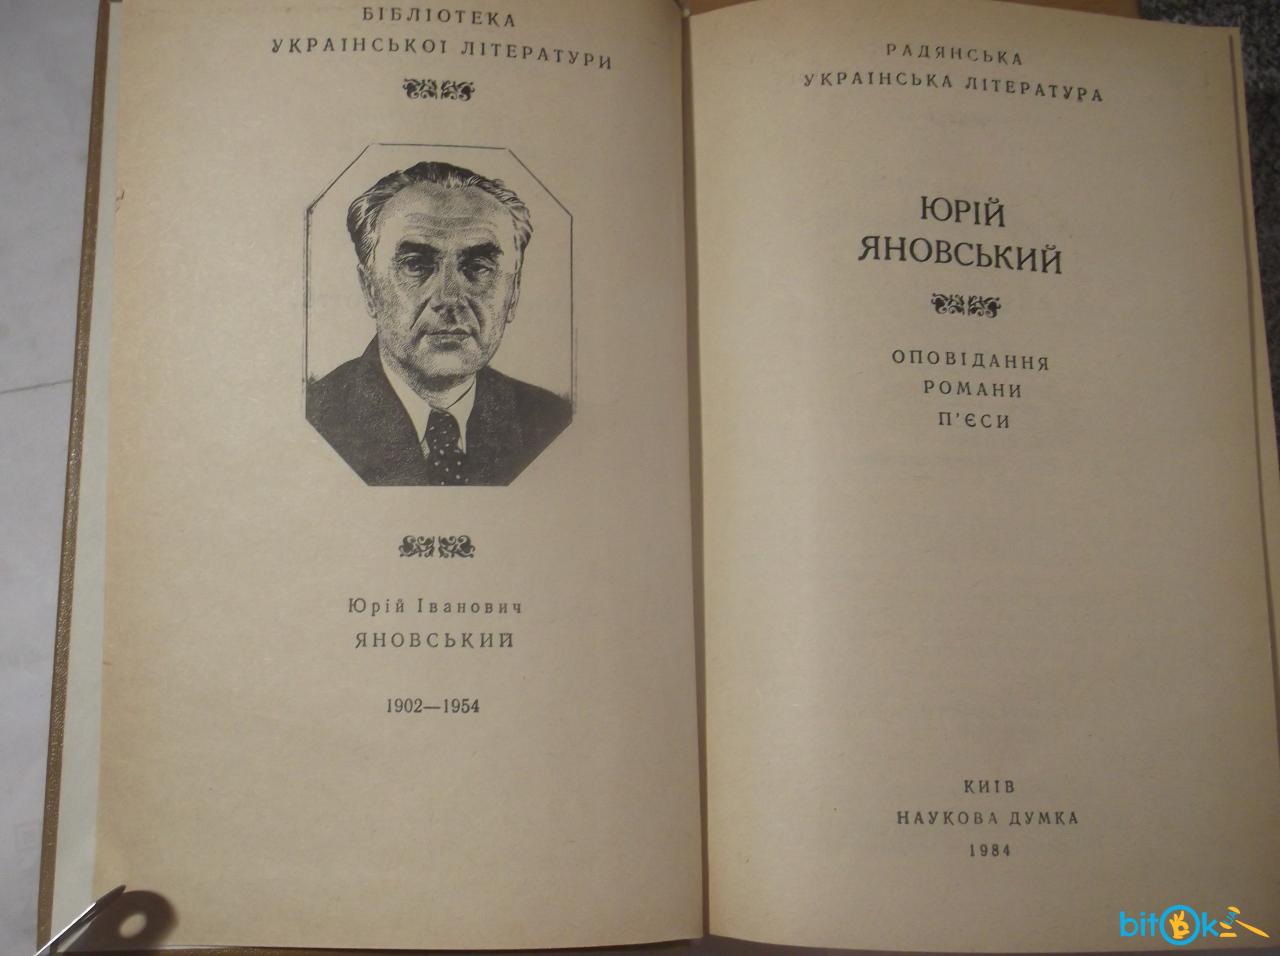 БІБЛІОТЕКА
УКРАЇНСЬКОЇ ЛІТЕРАТУРИ
Юрій Іванович
ЯНОВСЬКИЙ
1902—1954
РАДЯНСЬКА
УКРАЇНСЬКА ЛІТЕРАТУРА
ЮРІЙ
ЯНОВСЬКИЙ
ОПОВІДАННЯ
РОМАНИ
П'ЄСИ
КИЇВ
НАУКОВА ДУМКА
1984
bitOk